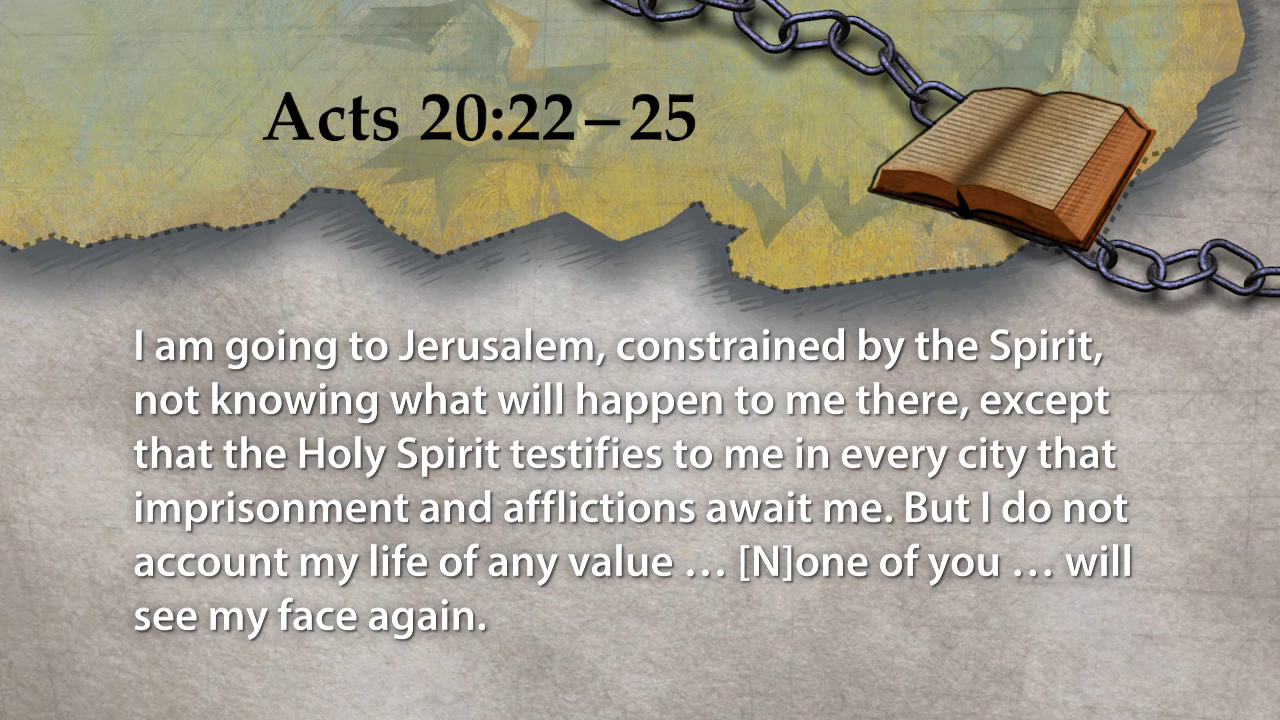 Acts 20:22–25
I am going to Jerusalem, constrained by the Spirit,
not knowing what will happen to me there, except
that the Holy Spirit testifies to me in every city that
imprisonment and afflictions await me. But I do not
account my life of any value … [N]one of you … will
see my face again.